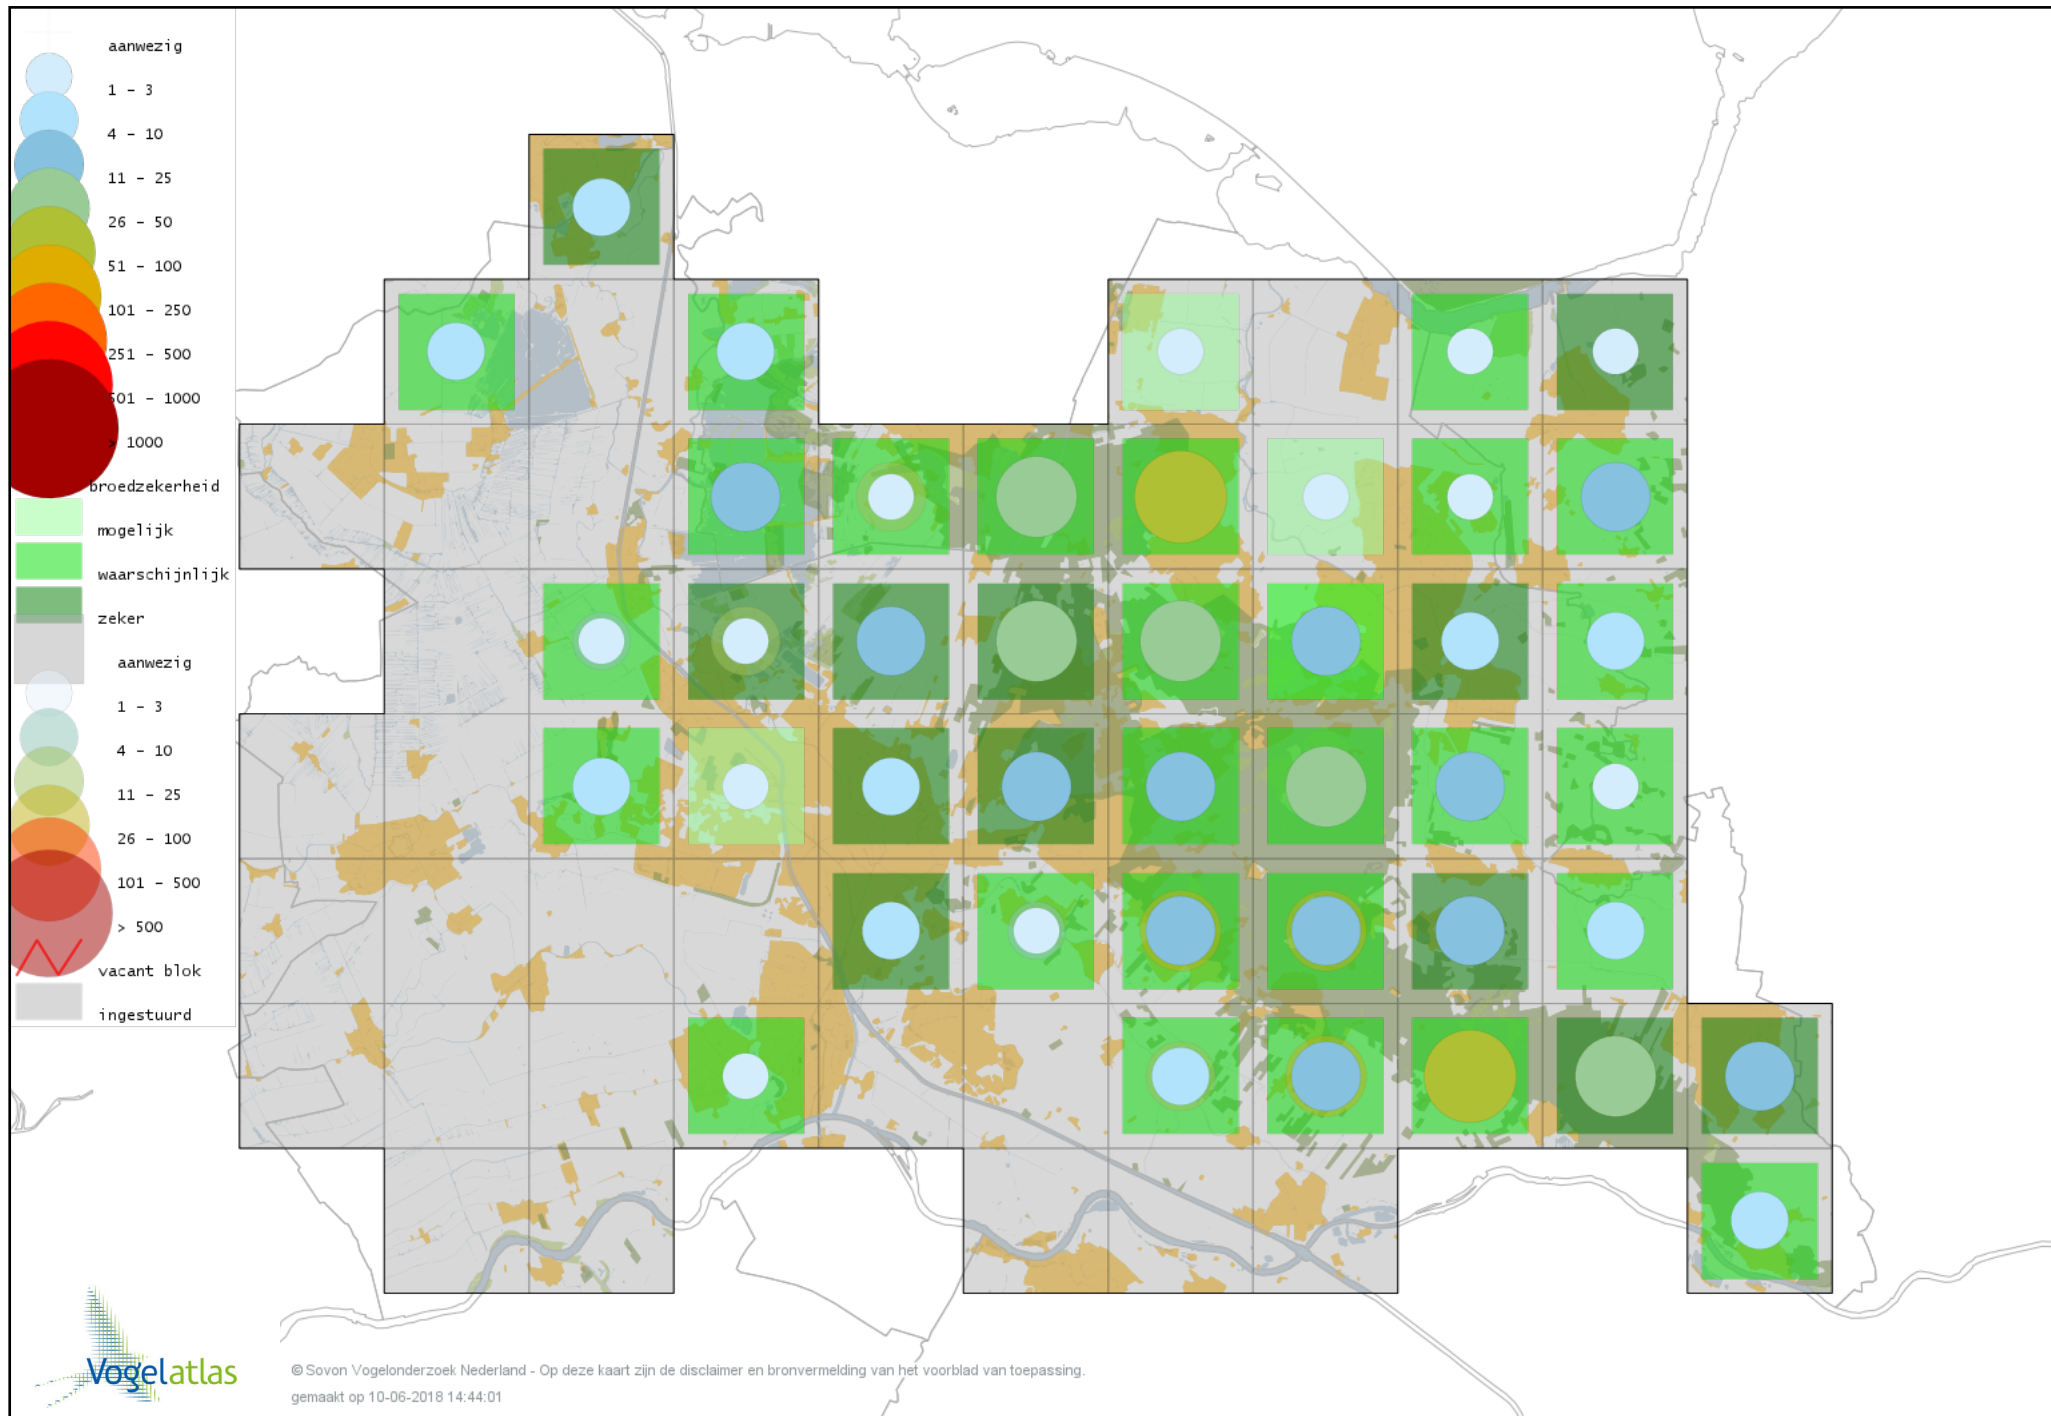 aanwezig
1 - 3
4 - 10
11 - 25
26 - 50
51 - 100
101 - 250
251 - 500
501 - 1000
> 1000
broedzekerheid
mogelijk
waarschijnlijk
zeker
aanwezig
1 - 3
4 - 10
11 - 25
26 - 100
101 - 500
> 500
vacant blok
ingestuurd
Vogelatlas
© Sovon Vogelonderzoek Nederland - Op deze kaart zijn de disclaimer en bronvermelding van het voorblad van toepassing.
gemaakt op 10-06-2018 14:44:01